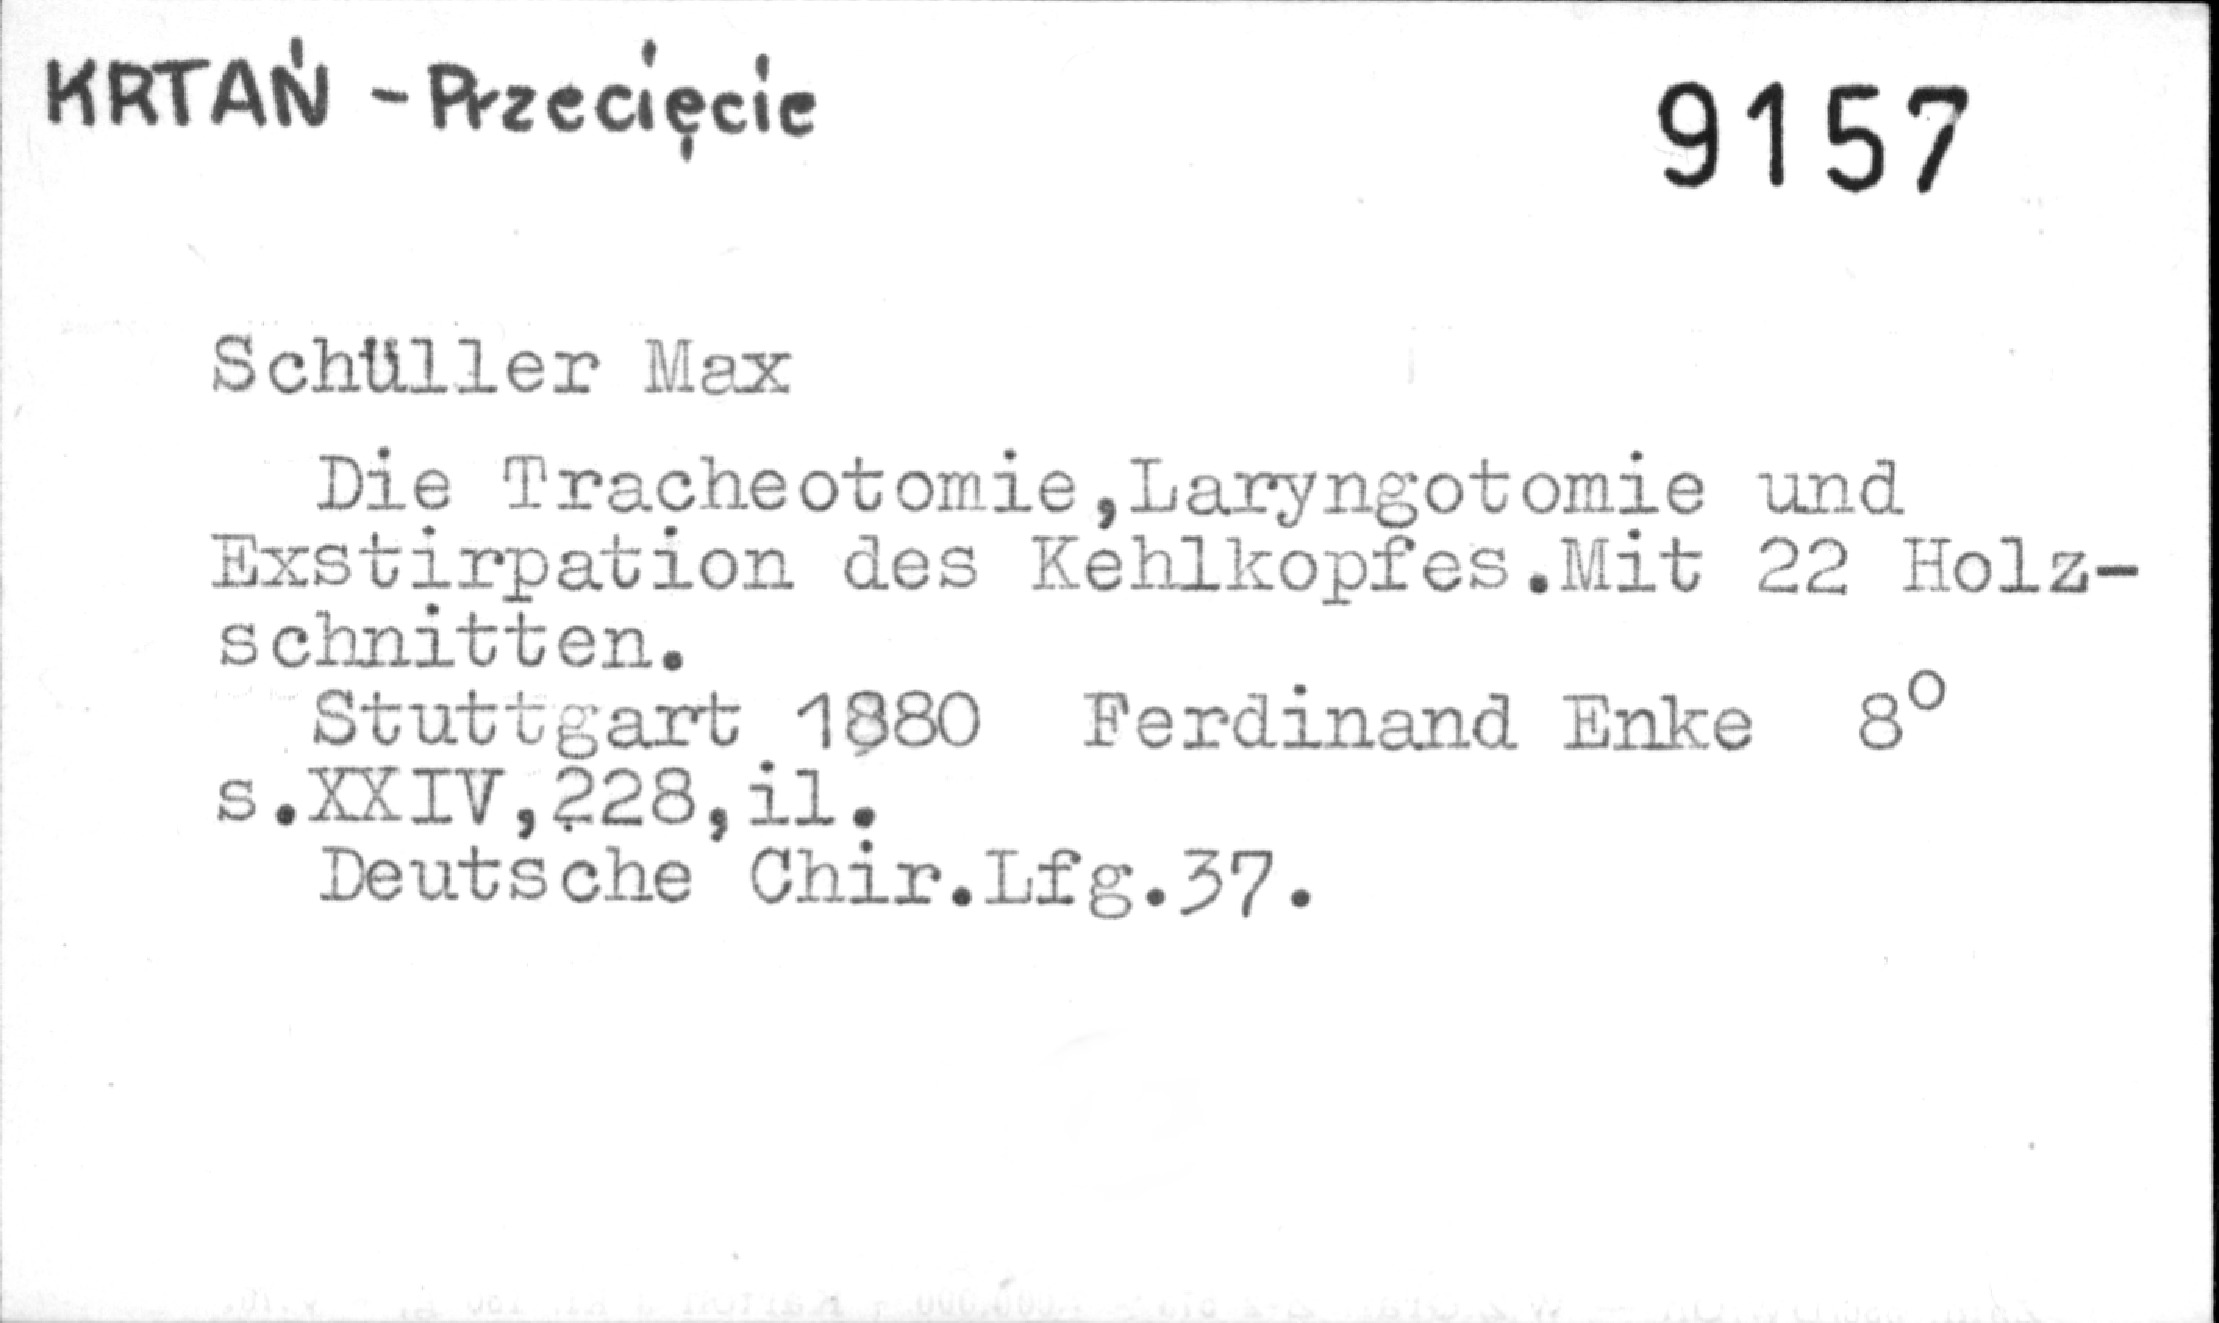 KRTAŃ - Przecięcie
9157
Schüller Max
Die Tracheotomie,Laryngotomie und
Exstirpation des Kehlkopfes.Mit 22 Holz-
schnitten.
Stuttgart 1880 Ferdinand Enke 8°
s.XXIV,228,il.
Deutsche Chir.Lfg.37.